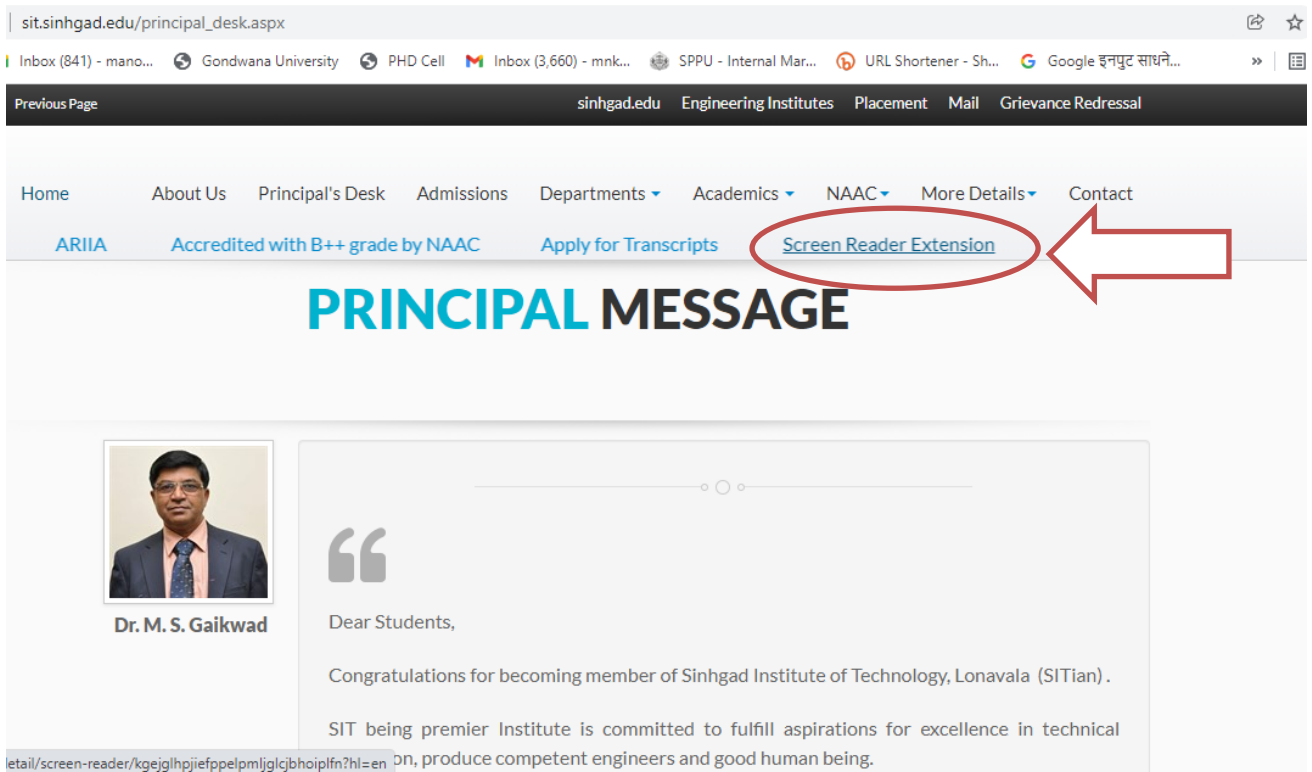 sit.sinhgad.edu/principal_desk.aspx
Inbox (841) - mano... Gondwana University PHD Cell Inbox (3,660) - mnk... SPPU - Internal Mar... URL Shortener - Sh... Google इनपुट साधने... »
Previous Page sinhgad.edu Engineering Institutes Placement Mail Grievance Redressal
Home About Us Principal's Desk Admissions Departments Academics NAAC More Details Contact
ARIIA Accredited with B++ grade by NAAC Apply for Transcripts Screen Reader Extension
PRINCIPAL MESSAGE
“
Dr. M. S. Gaikwad
Dear Students,
Congratulations for becoming member of Sinhgad Institute of Technology, Lonavala (SITian) .
SIT being premier Institute is committed to fulfill aspirations for excellence in technical
on, produce competent engineers and good human being.
etail/screen-reader/kgejglhpjiefppelpmljglcjbhoiplfn?hl=en